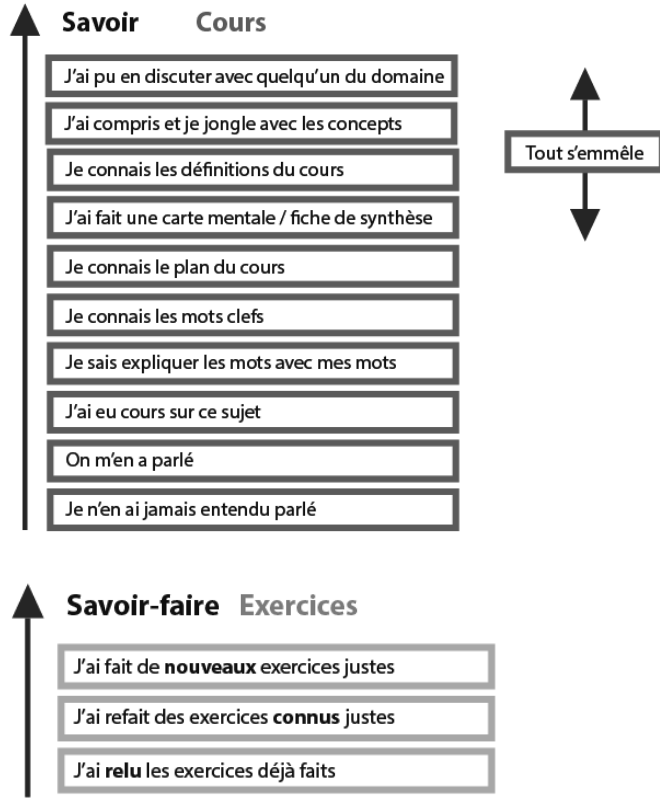 Savoir Cours
J'ai pu en discuter avec quelqu'un du domaine
J'ai compris et je jongle avec les concepts
Tout s'emmêle
Je connais les définitions du cours
J'ai fait une carte mentale / fiche de synthèse
Je connais le plan du cours
Je connais les mots clefs
Je sais expliquer les mots avec mes mots
J'ai eu cours sur ce sujet
On m'en a parlé
Je n'en ai jamais entendu parlé
Savoir-faire Exercices
J'ai fait de nouveaux exercices justes
J'ai refait des exercices connus justes
J'ai relu les exercices déjà faits